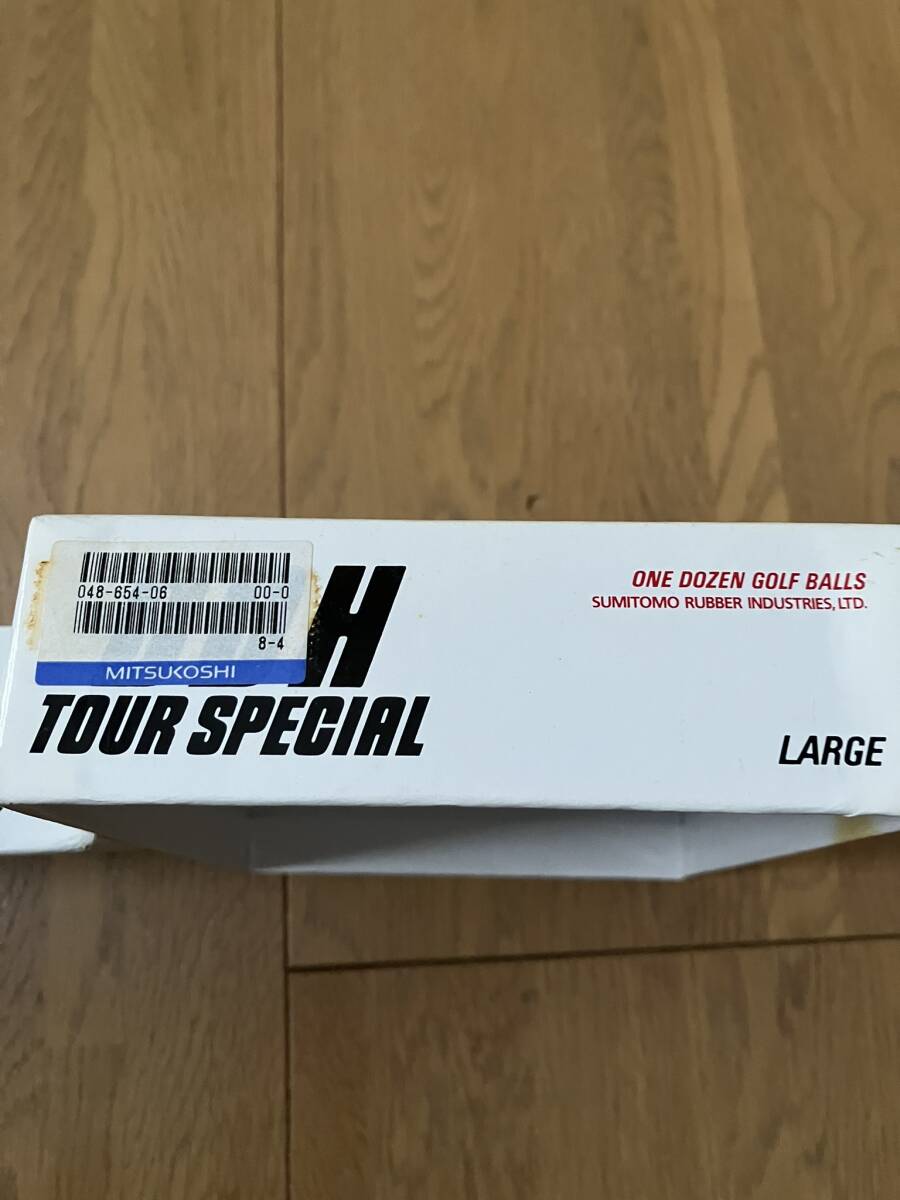 048-654-06 00-0
8-4
MITSUKOSHI
TOUR SPECIAL
ONE DOZEN GOLF BALLS
SUMITOMO RUBBER INDUSTRIES, LTD.
LARGE